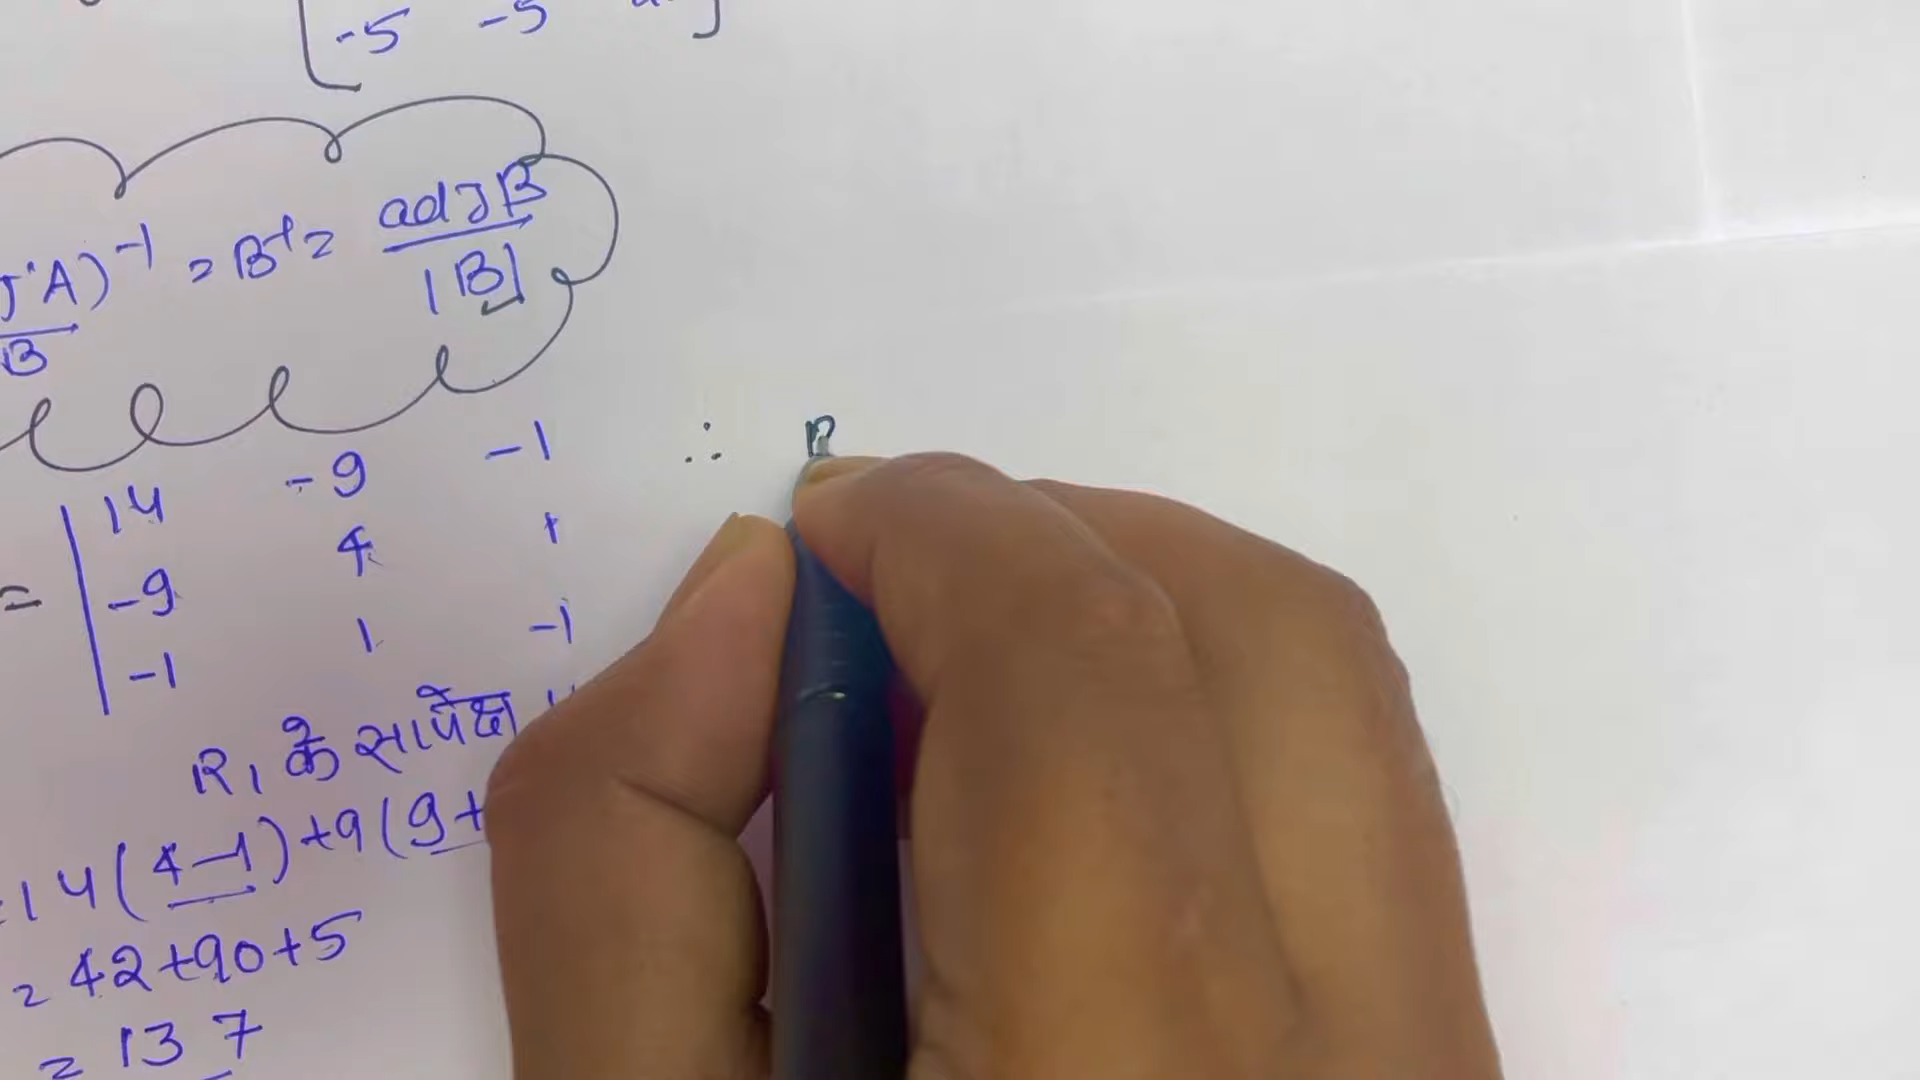 -5 -5
adjB
J'A)⁻¹ = B⁻¹ = |B|
B
∴
14 -9 -1
= -9 4 1
-1 1 -1
R1 के सापेक्ष
=14(4-1)+9(9+
= 42+90+5
= 137